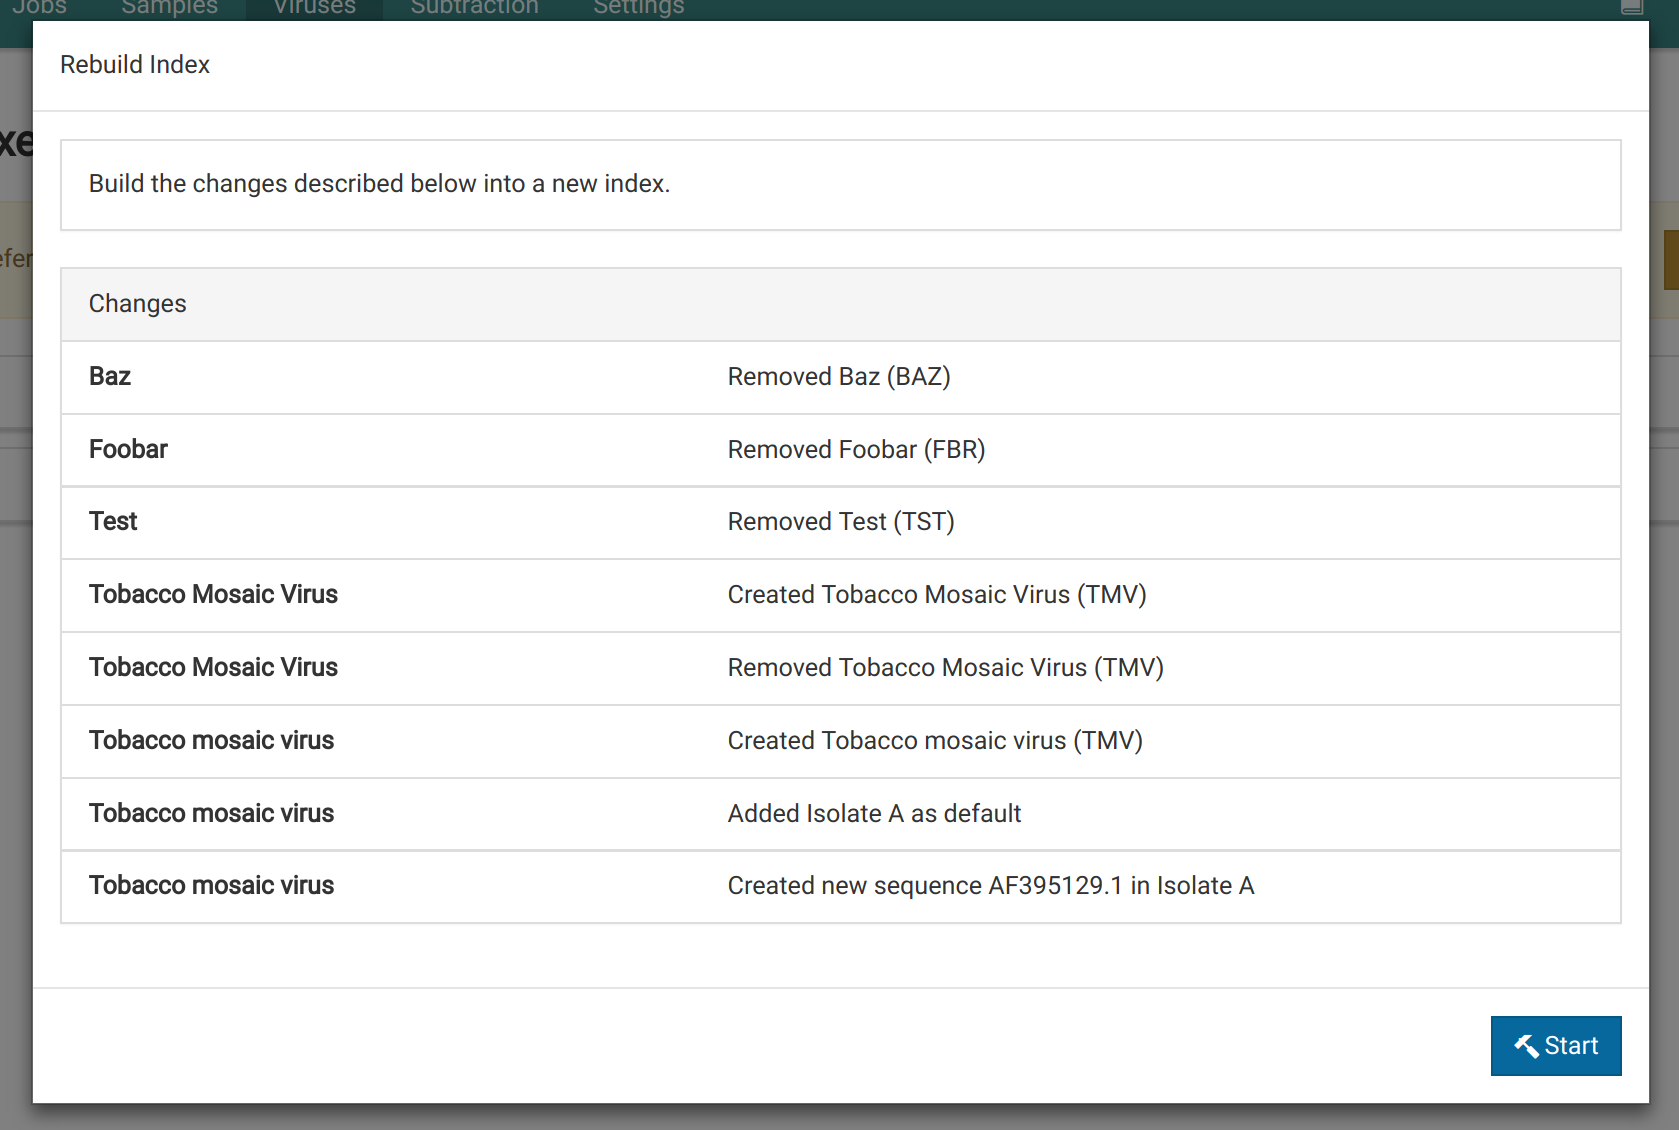 Jobs Samples Viruses Subtraction Settings
Rebuild Index
Build the changes described below into a new index.
Changes
Baz Removed Baz (BAZ)
Foobar Removed Foobar (FBR)
Test Removed Test (TST)
Tobacco Mosaic Virus Created Tobacco Mosaic Virus (TMV)
Tobacco Mosaic Virus Removed Tobacco Mosaic Virus (TMV)
Tobacco mosaic virus Created Tobacco mosaic virus (TMV)
Tobacco mosaic virus Added Isolate A as default
Tobacco mosaic virus Created new sequence AF395129.1 in Isolate A
Start